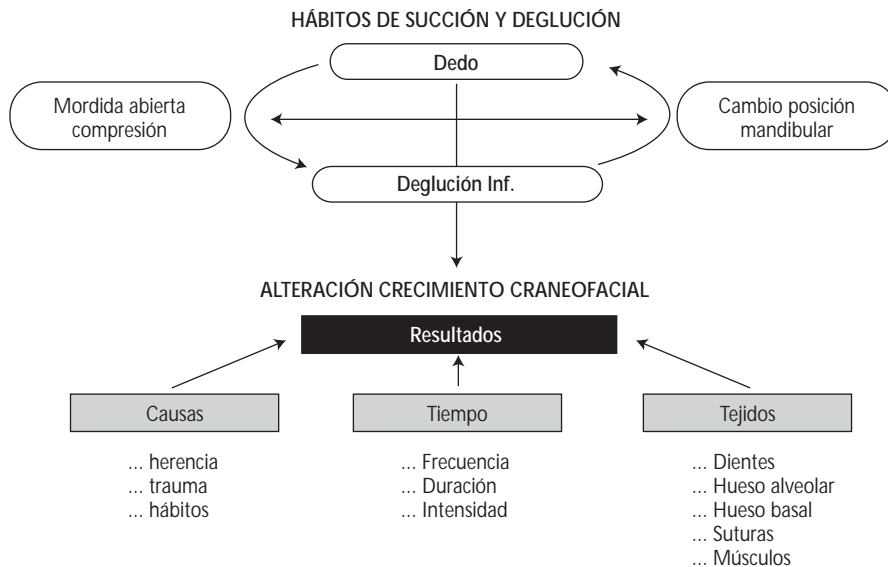 HÁBITOS DE SUCCIÓN Y DEGLUCIÓN
Dedo
Mordida abierta
compresión
Cambio posición
mandibular
Deglución Inf.
ALTERACIÓN CRECIMIENTO CRANEOFACIAL
Resultados
Causas
... herencia
... trauma
... hábitos
Tiempo
... Frecuencia
... Duración
... Intensidad
Tejidos
... Dientes
... Hueso alveolar
... Hueso basal
... Suturas
... Músculos